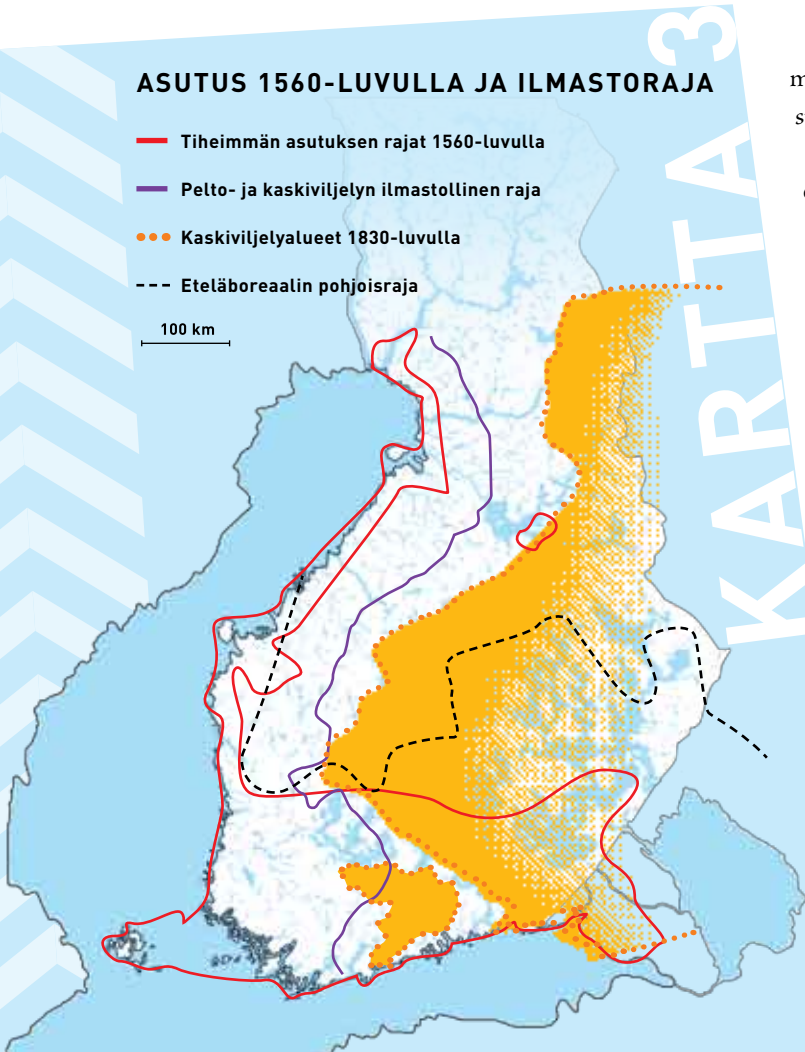 KARTTA 3
ASUTUS 1560-LUVULLA JA ILMASTORAJA
Tiheimmän asutuksen rajat 1560-luvulla
Pelto- ja kaskiviljelyn ilmastollinen raja
Kaskiviljelyalueet 1830-luvulla
Eteläboreaalin pohjoisraja
100 km